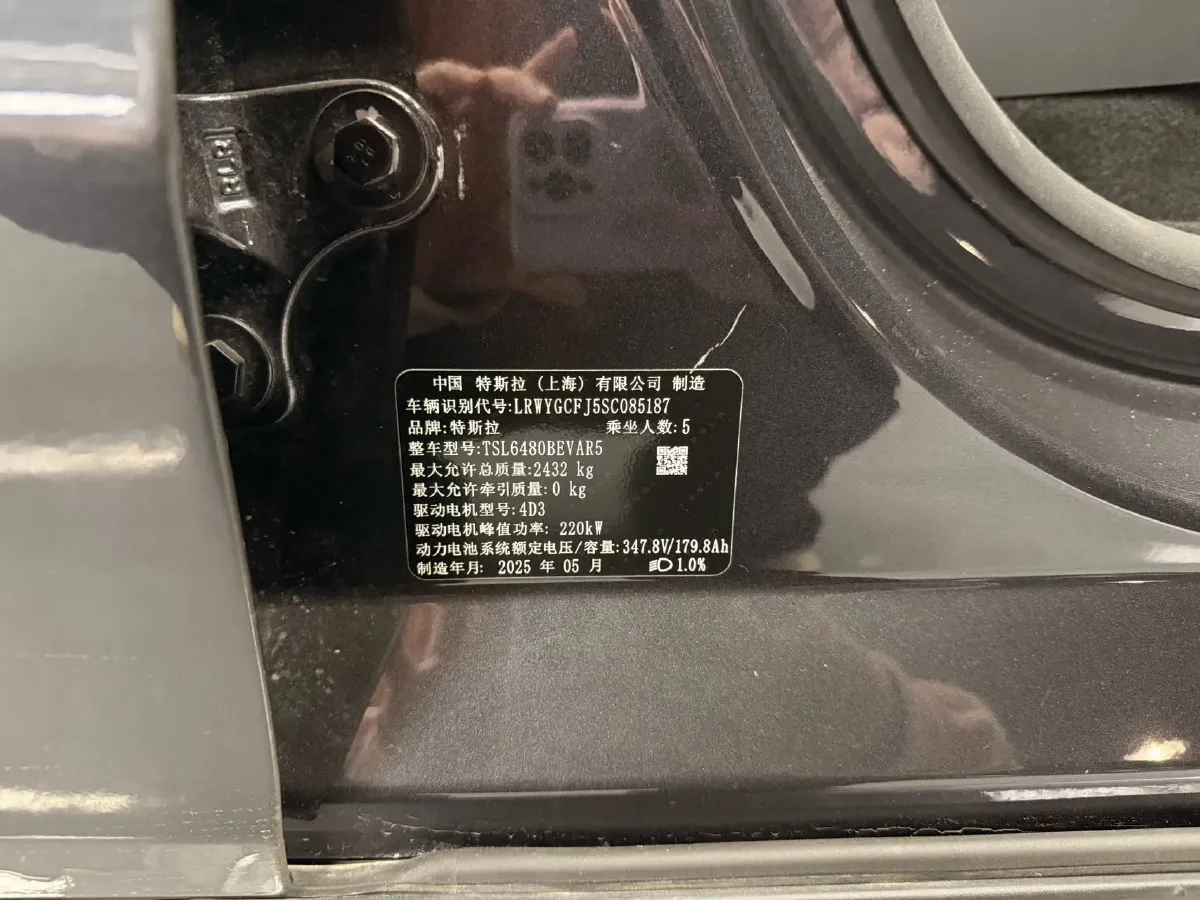 中国 特斯拉（上海）有限公司 制造
车辆识别代号:LRWYGCFJ5SC085187
品牌:特斯拉 乘坐人数:5
整车型号:TSL6480BEVAR5
最大允许总质量:2432 kg
最大允许牵引质量:0 kg
驱动电机型号:4D3
驱动电机峰值功率: 220kW
动力电池系统额定电压/容量:347.8V/179.8Ah
制造年月: 2025 年 05 月 1.0%